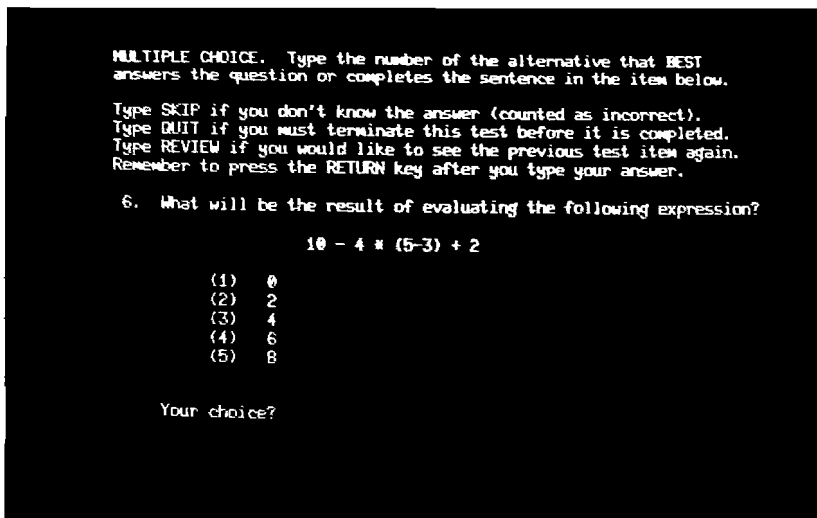 MULTIPLE CHOICE. Type the number of the alternative that BEST
answers the question or completes the sentence in the item below.
Type SKIP if you don't know the answer (counted as incorrect).
Type QUIT if you must terminate this test before it is completed.
Type REVIEW if you would like to see the previous test item again.
Remember to press the RETURN key after you type your answer.
6. What will be the result of evaluating the following expression?
10 - 4 * (5-3) + 2
(1) 0
(2) 2
(3) 4
(4) 6
(5) 8
Your choice?